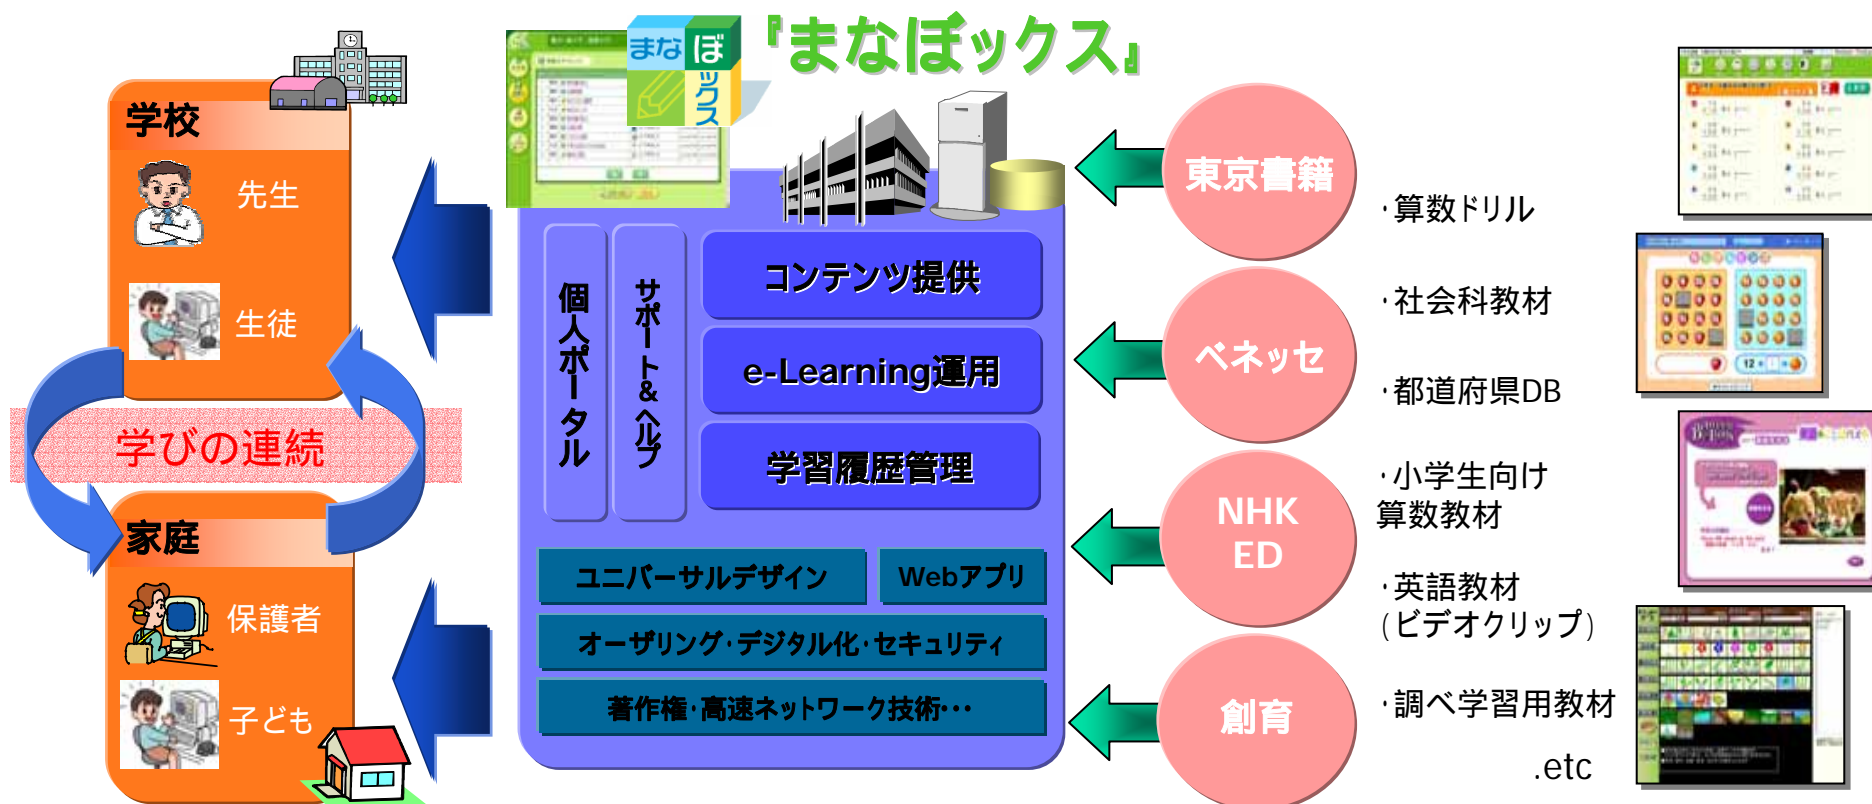 『まなぼックス』
まな
ぼ
ックス
学校
先生
生徒
学びの連続
家庭
保護者
子ども
個人ポータル
サポート&ヘルプ
コンテンツ提供
e-Learning運用
学習履歴管理
ユニバーサルデザイン
Webアプリ
オーザリング・デジタル化・セキュリティ
著作権・高速ネットワーク技術・・・
東京書籍
ベネッセ
NHK
ED
創育
・算数ドリル
・社会科教材
・都道府県DB
・小学生向け
算数教材
・英語教材
(ビデオクリップ)
・調べ学習用教材
.etc